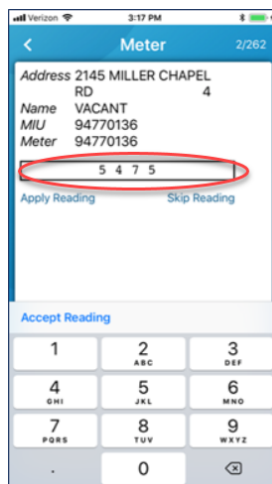 Verizon 3:17 PM
Meter 2/262
Address 2145 MILLER CHAPEL
RD 4
Name VACANT
MIU 94770136
Meter 94770136
5 4 7 5
Apply Reading Skip Reading
Accept Reading
1 2 3
ABC DEF
4 5 6
GHI JKL MNO
7 8 9
PQRS TUV WXYZ
. 0